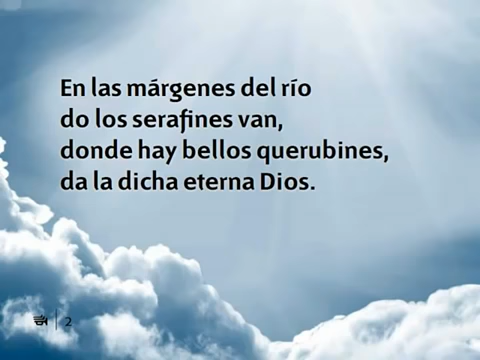 En las márgenes del río
do los serafines van,
donde hay bellos querubines,
da la dicha eterna Dios.
2